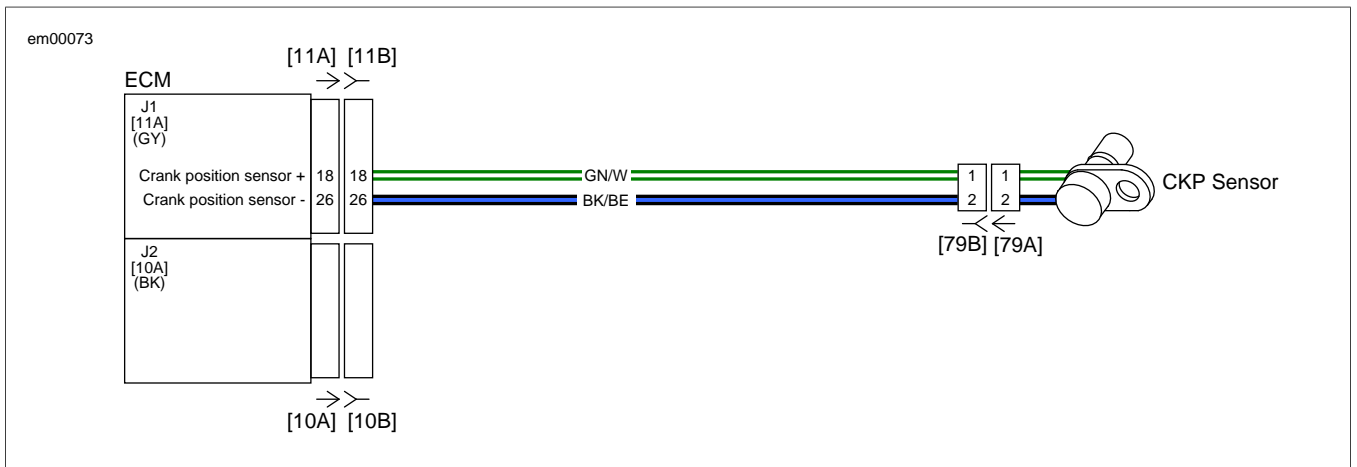 em00073
[11A] [11B]
ECM
J1
[11A]
(GY)
Crank position sensor + 18 18 GN/W 1 1
Crank position sensor - 26 26 BK/BE 2 2
CKP Sensor
[79B] [79A]
J2
[10A]
(BK)
[10A] [10B]